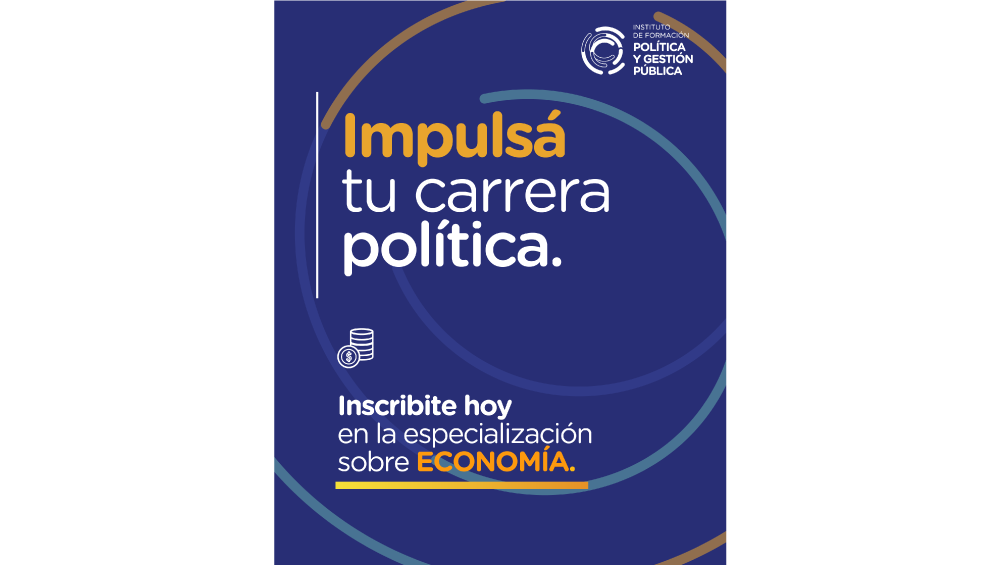 INSTITUTO
DE FORMACIÓN
POLÍTICA
Y GESTIÓN
PÚBLICA
Impulsá
tu carrera
política.
$
Inscribite hoy
en la especialización
sobre ECONOMÍA.